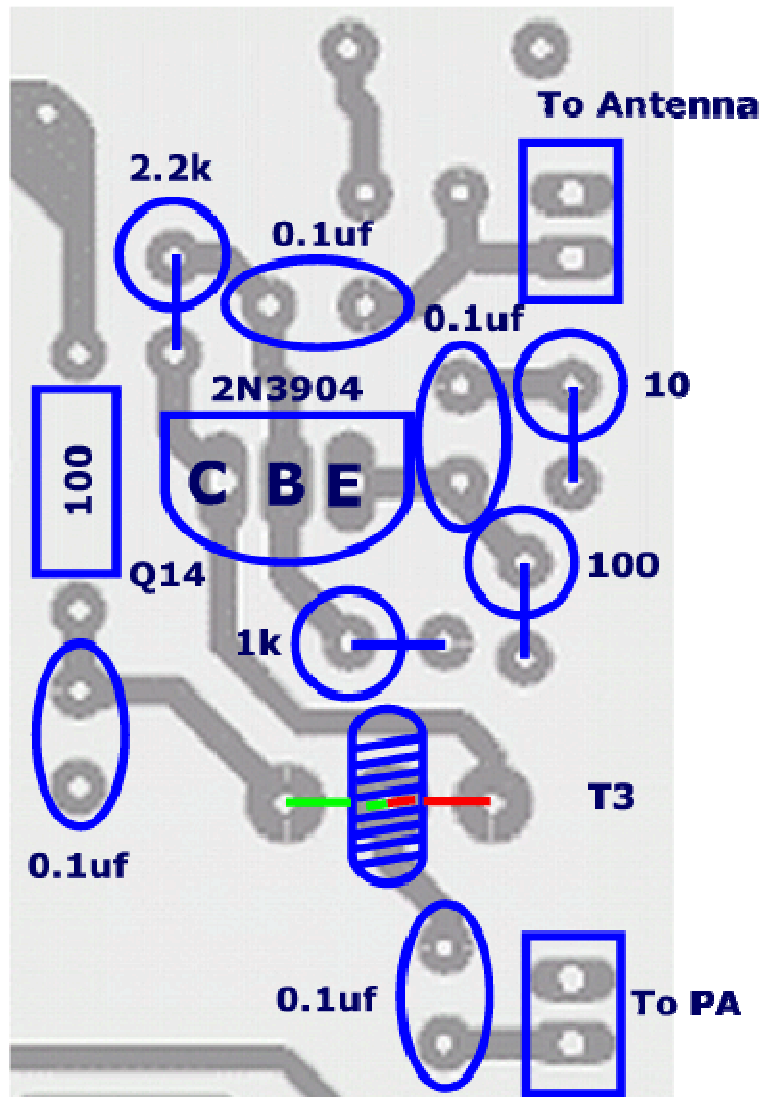 To Antenna
2.2k
0.1uf
0.1uf
2N3904
10
100
C B E
Q14
100
1k
T3
0.1uf
0.1uf
To PA